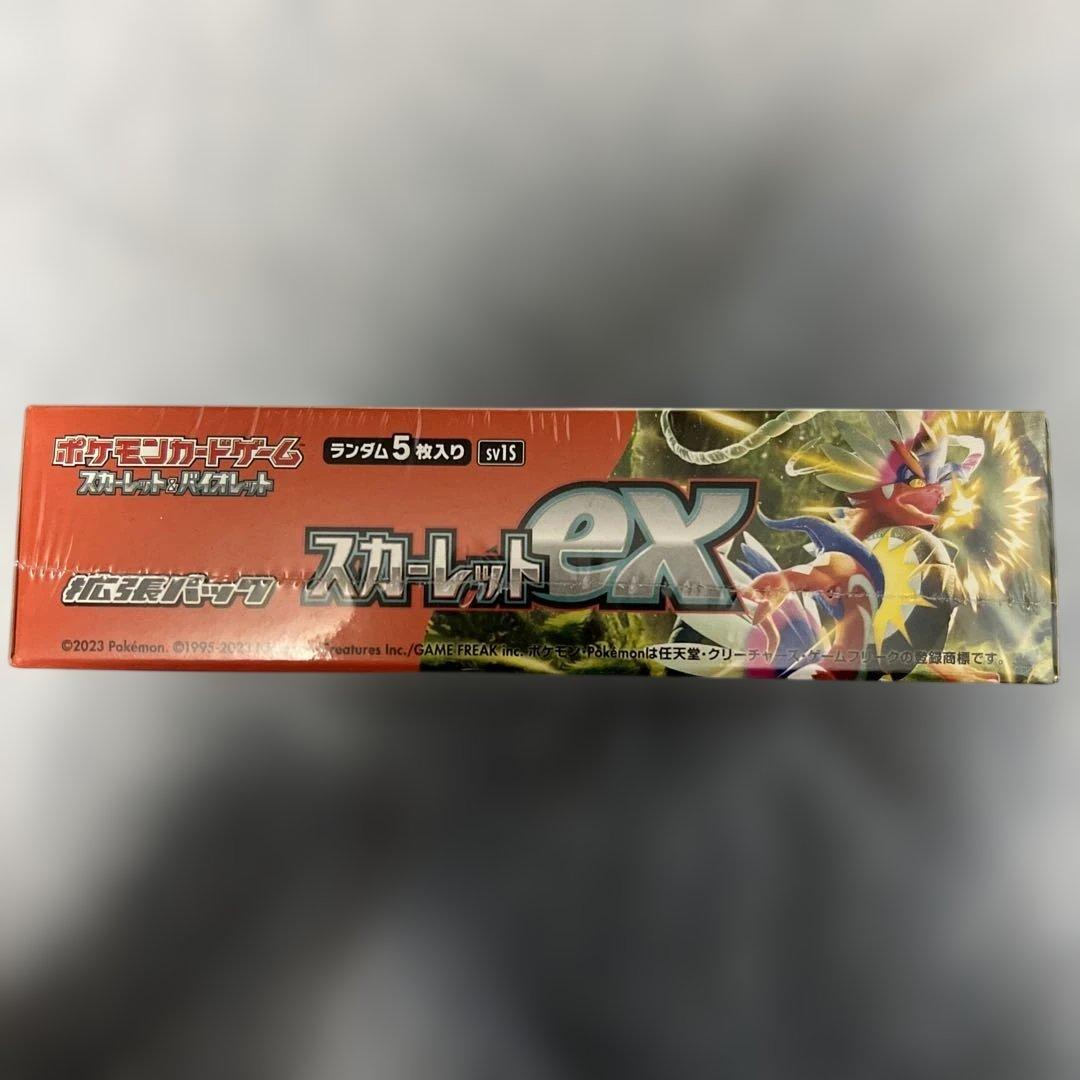 ポケモンカードゲーム
スカーレット&バイオレット
ランダム5枚入り SV1S
スカーレットex
拡張パック
©2023 Pokémon. ©1995-2023 Creatures Inc./GAME FREAK inc. ポケモン・Pokémonは任天堂・クリーチャーズ・ゲームフリークの登録商標です。